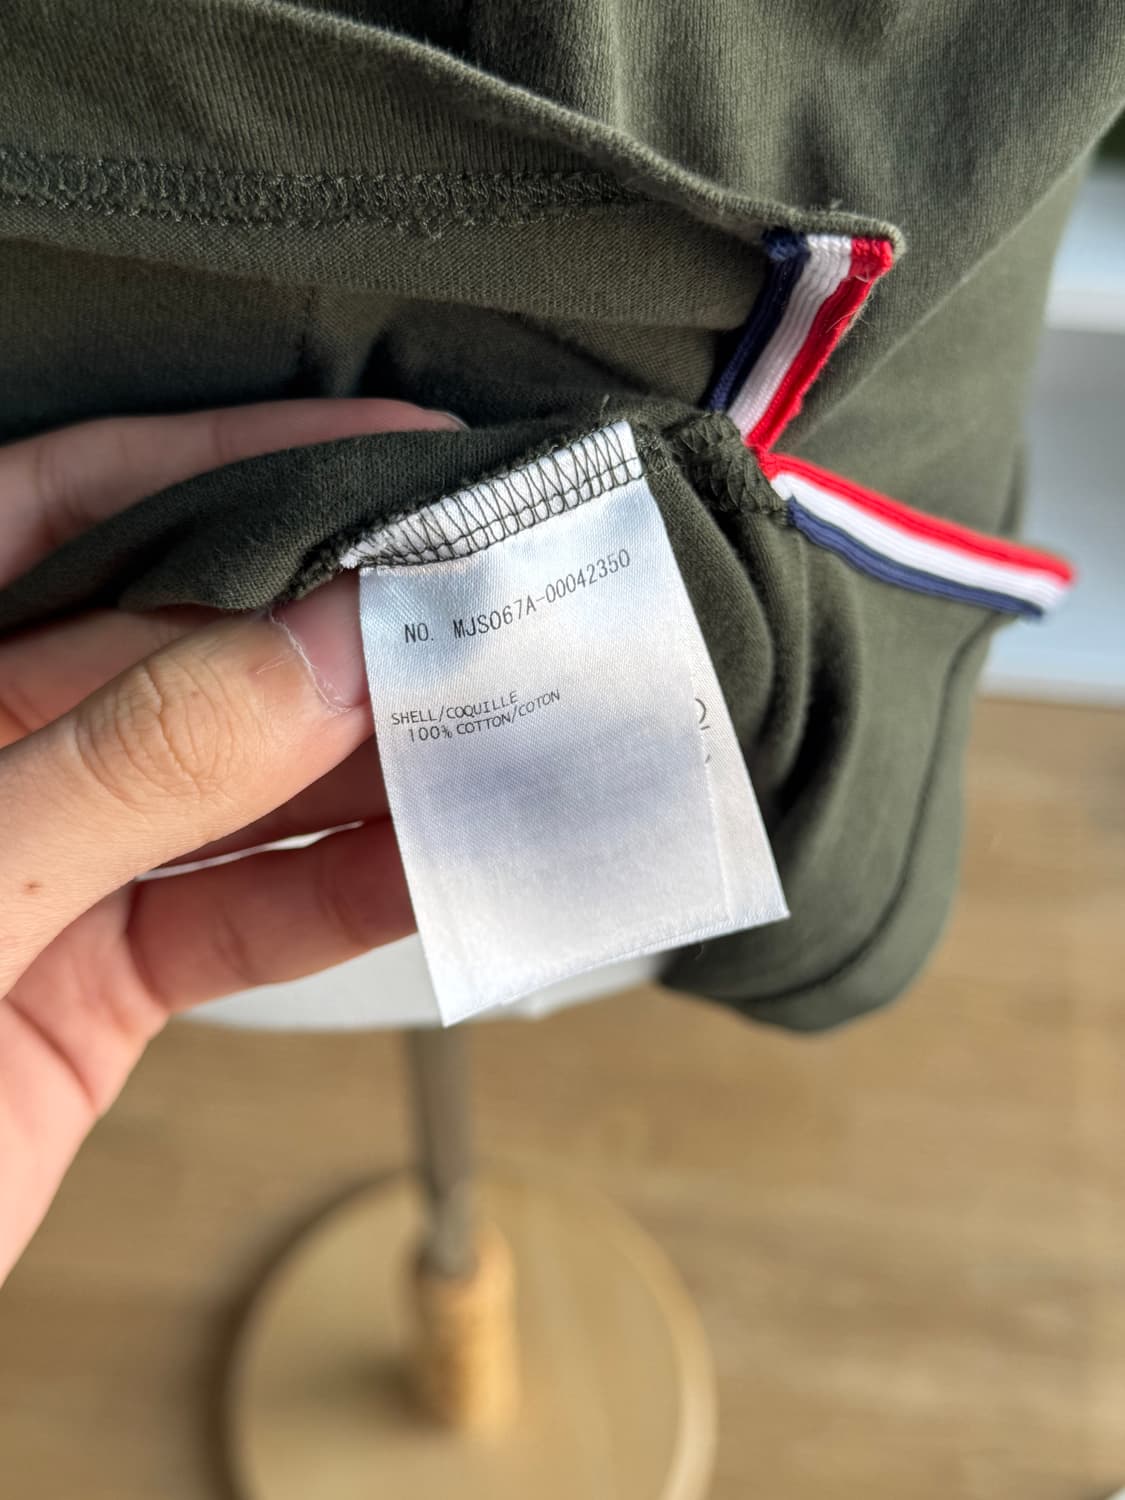 NO. MJS067A-00042350
SHELL/COQUILLE
100% COTTON/COTON